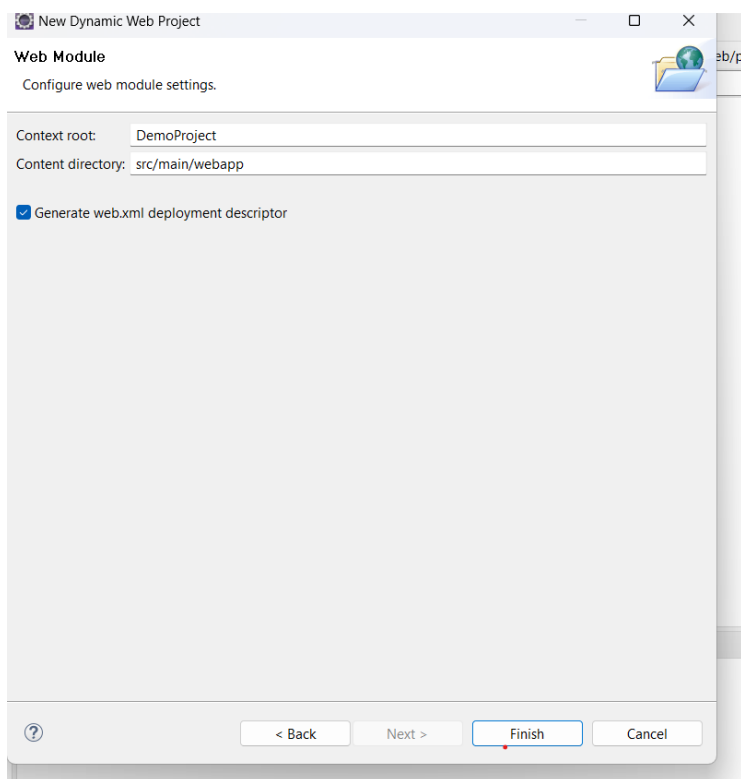 New Dynamic Web Project
Web Module
eb/p
Configure web module settings.
Context root: DemoProject
Content directory: src/main/webapp
Generate web.xml deployment descriptor
? < Back Next > Finish Cancel